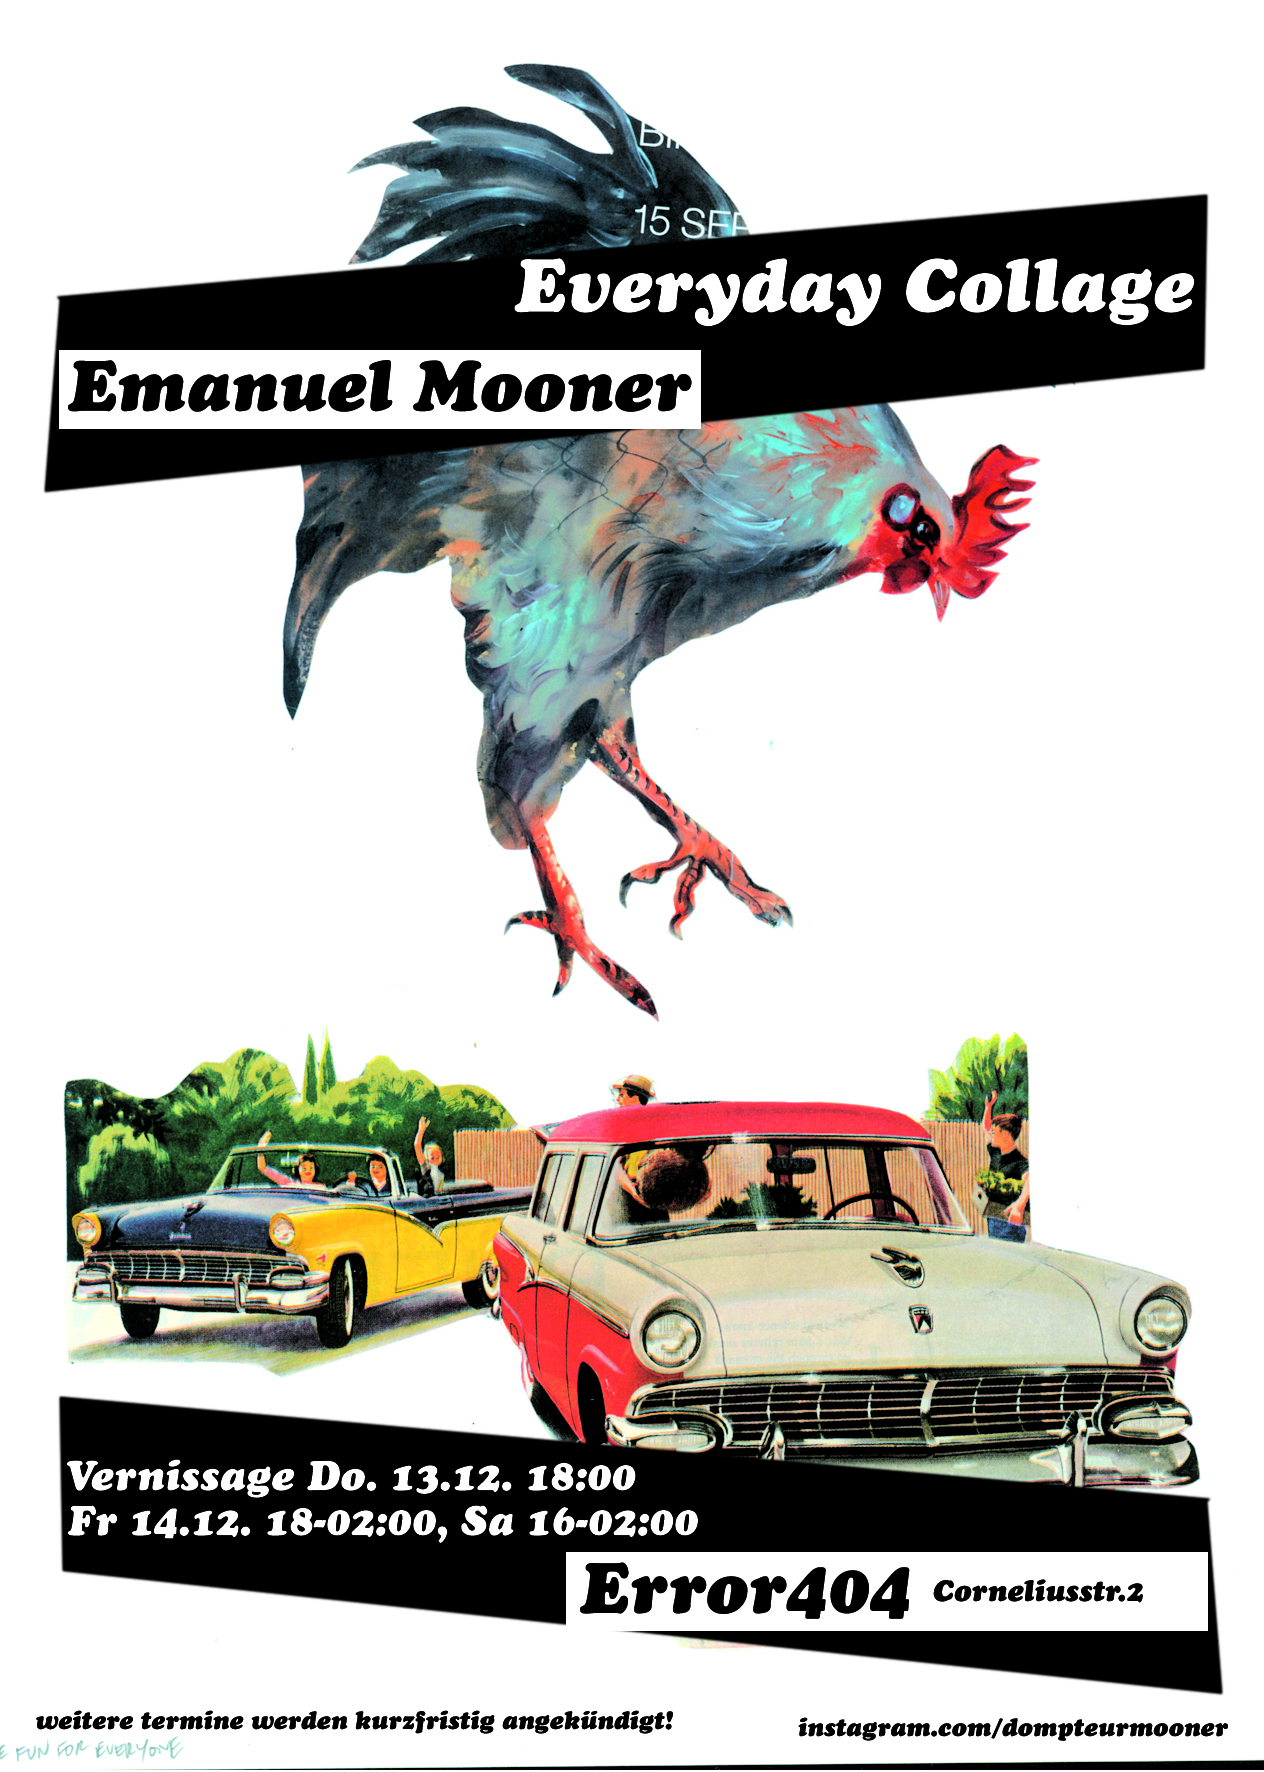 15
Everyday Collage
Emanuel Mooner
Vernissage Do. 13.12. 18:00
Fr 14.12. 18-02:00, Sa 16-02:00
Error404 Corneliusstr.2
weitere termine werden kurzfristig angekündigt!
instagram.com/dompteurmooner
FUN FOR EVERYONE